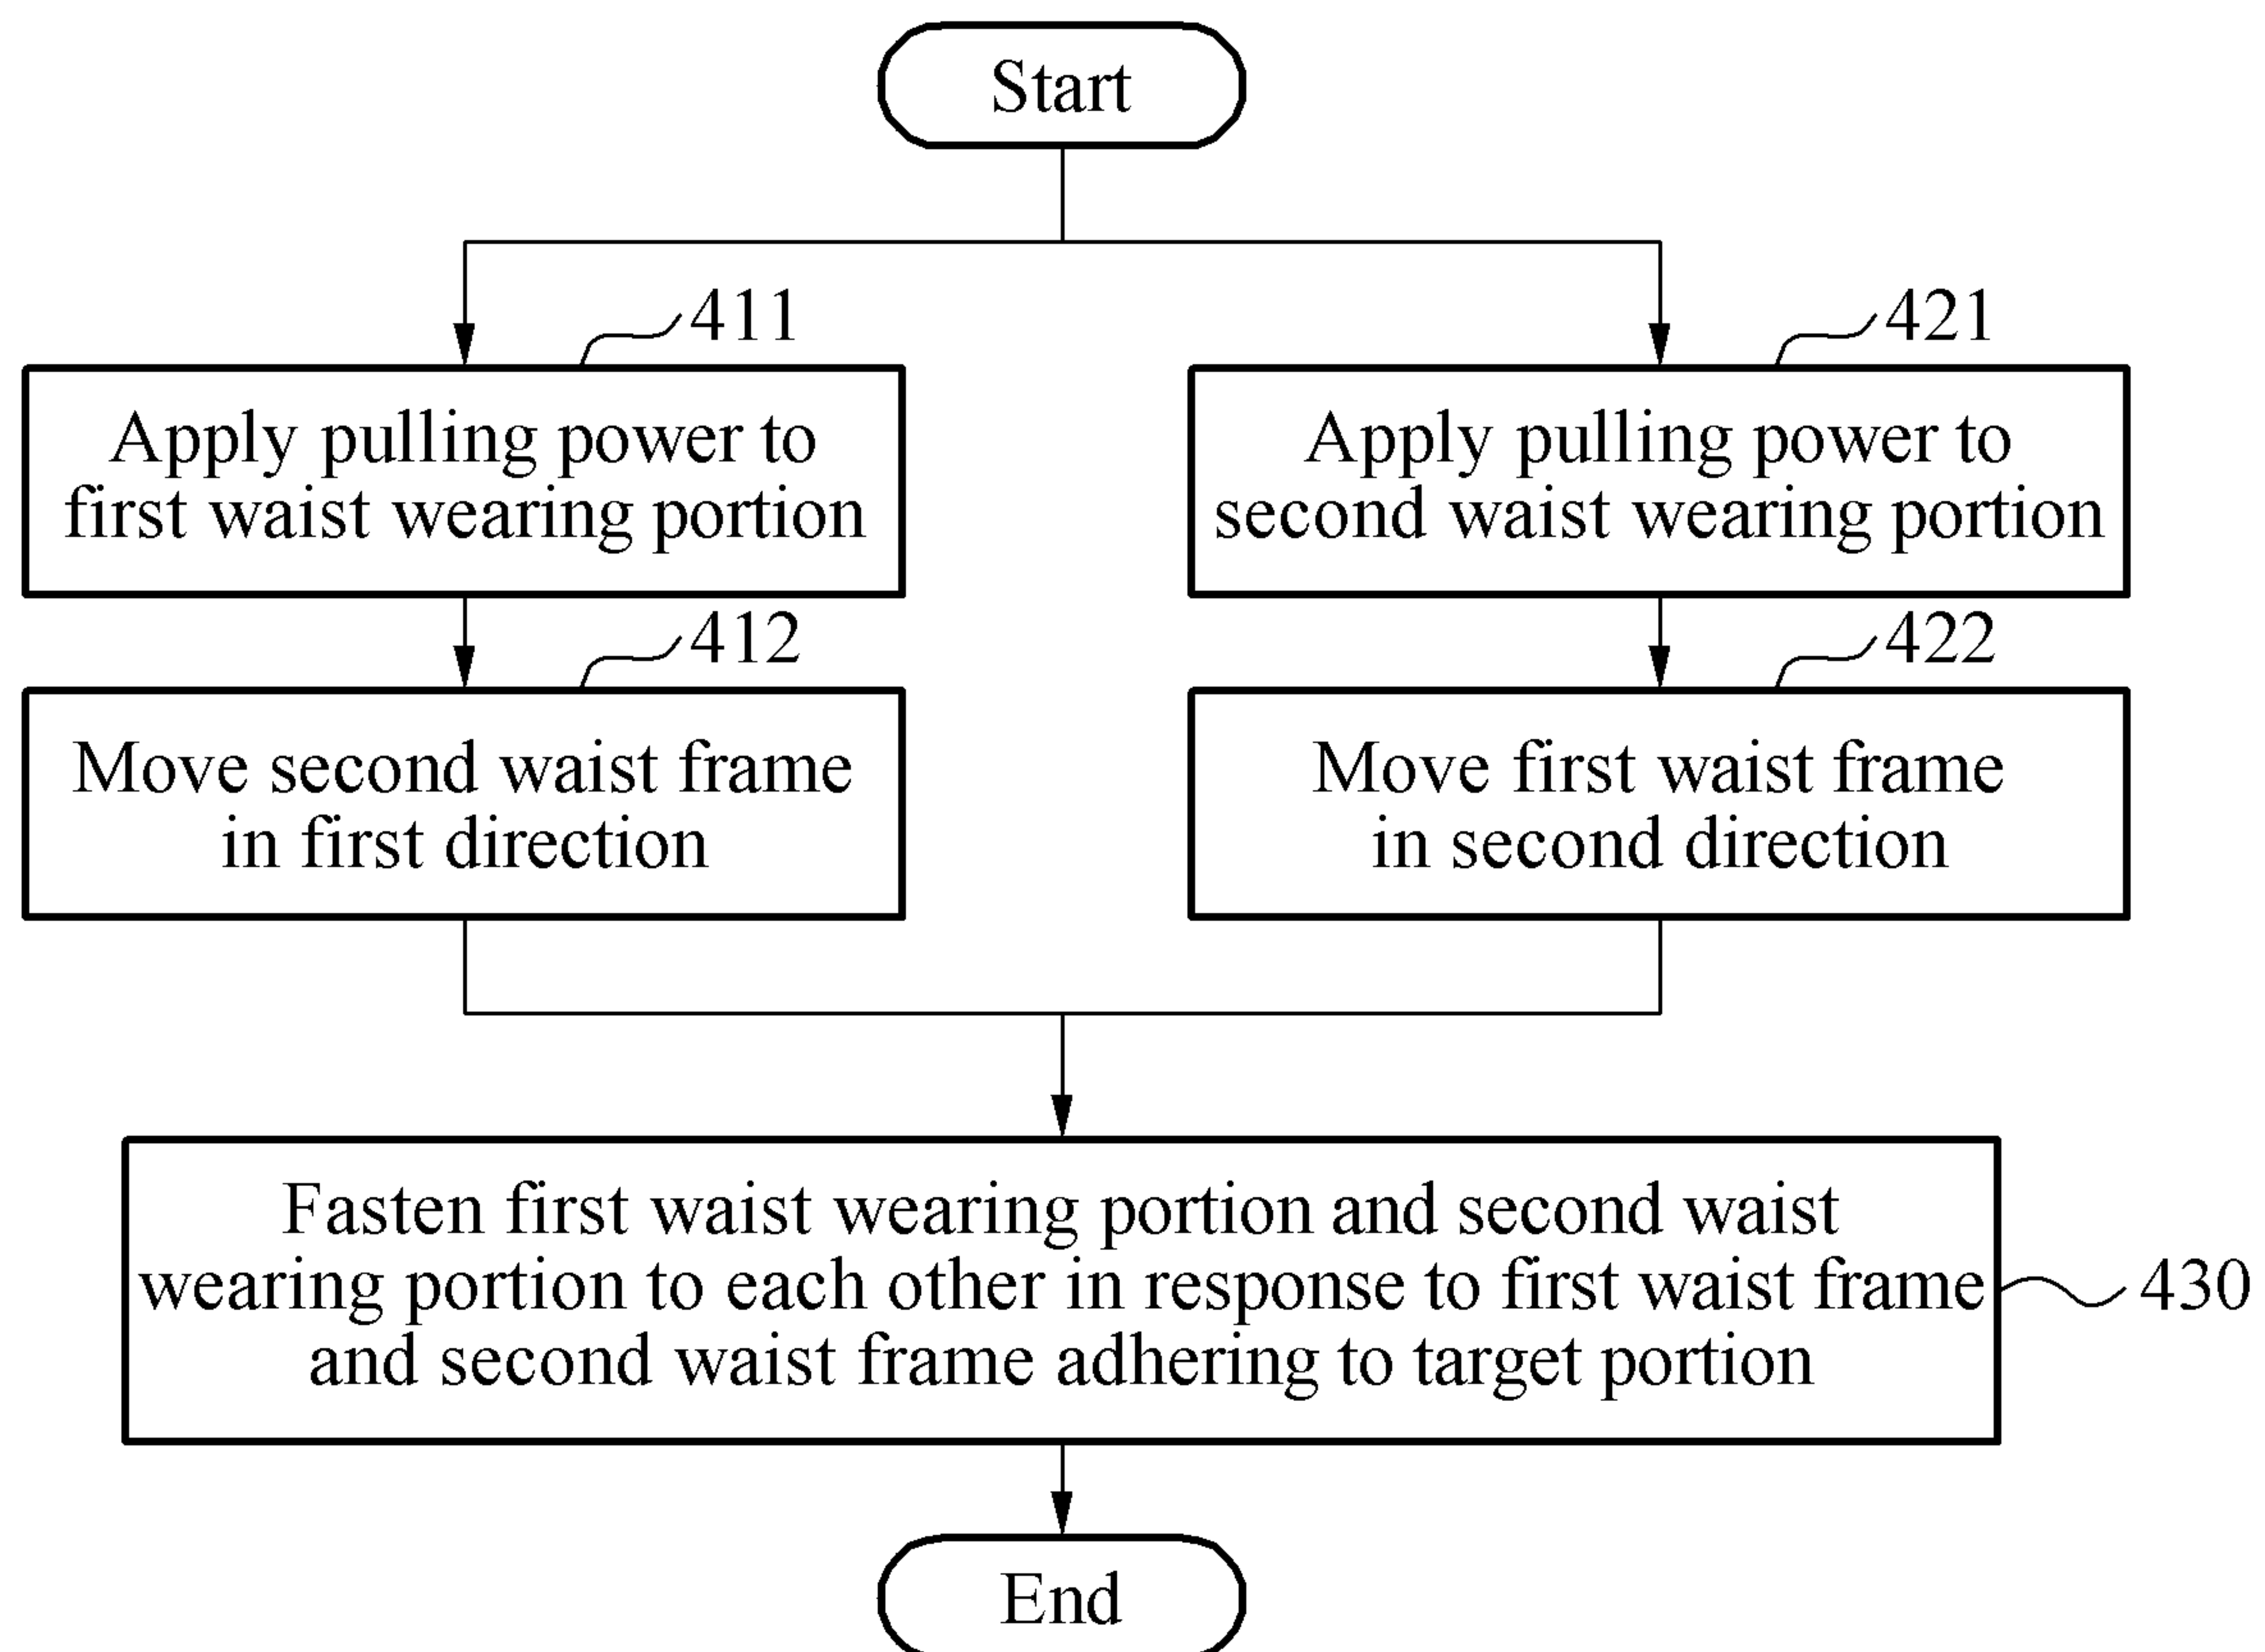 Start
411
Apply pulling power to
first waist wearing portion
421
Apply pulling power to
second waist wearing portion
412
Move second waist frame
in first direction
422
Move first waist frame
in second direction
Fasten first waist wearing portion and second waist
wearing portion to each other in response to first waist frame
and second waist frame adhering to target portion
430
End